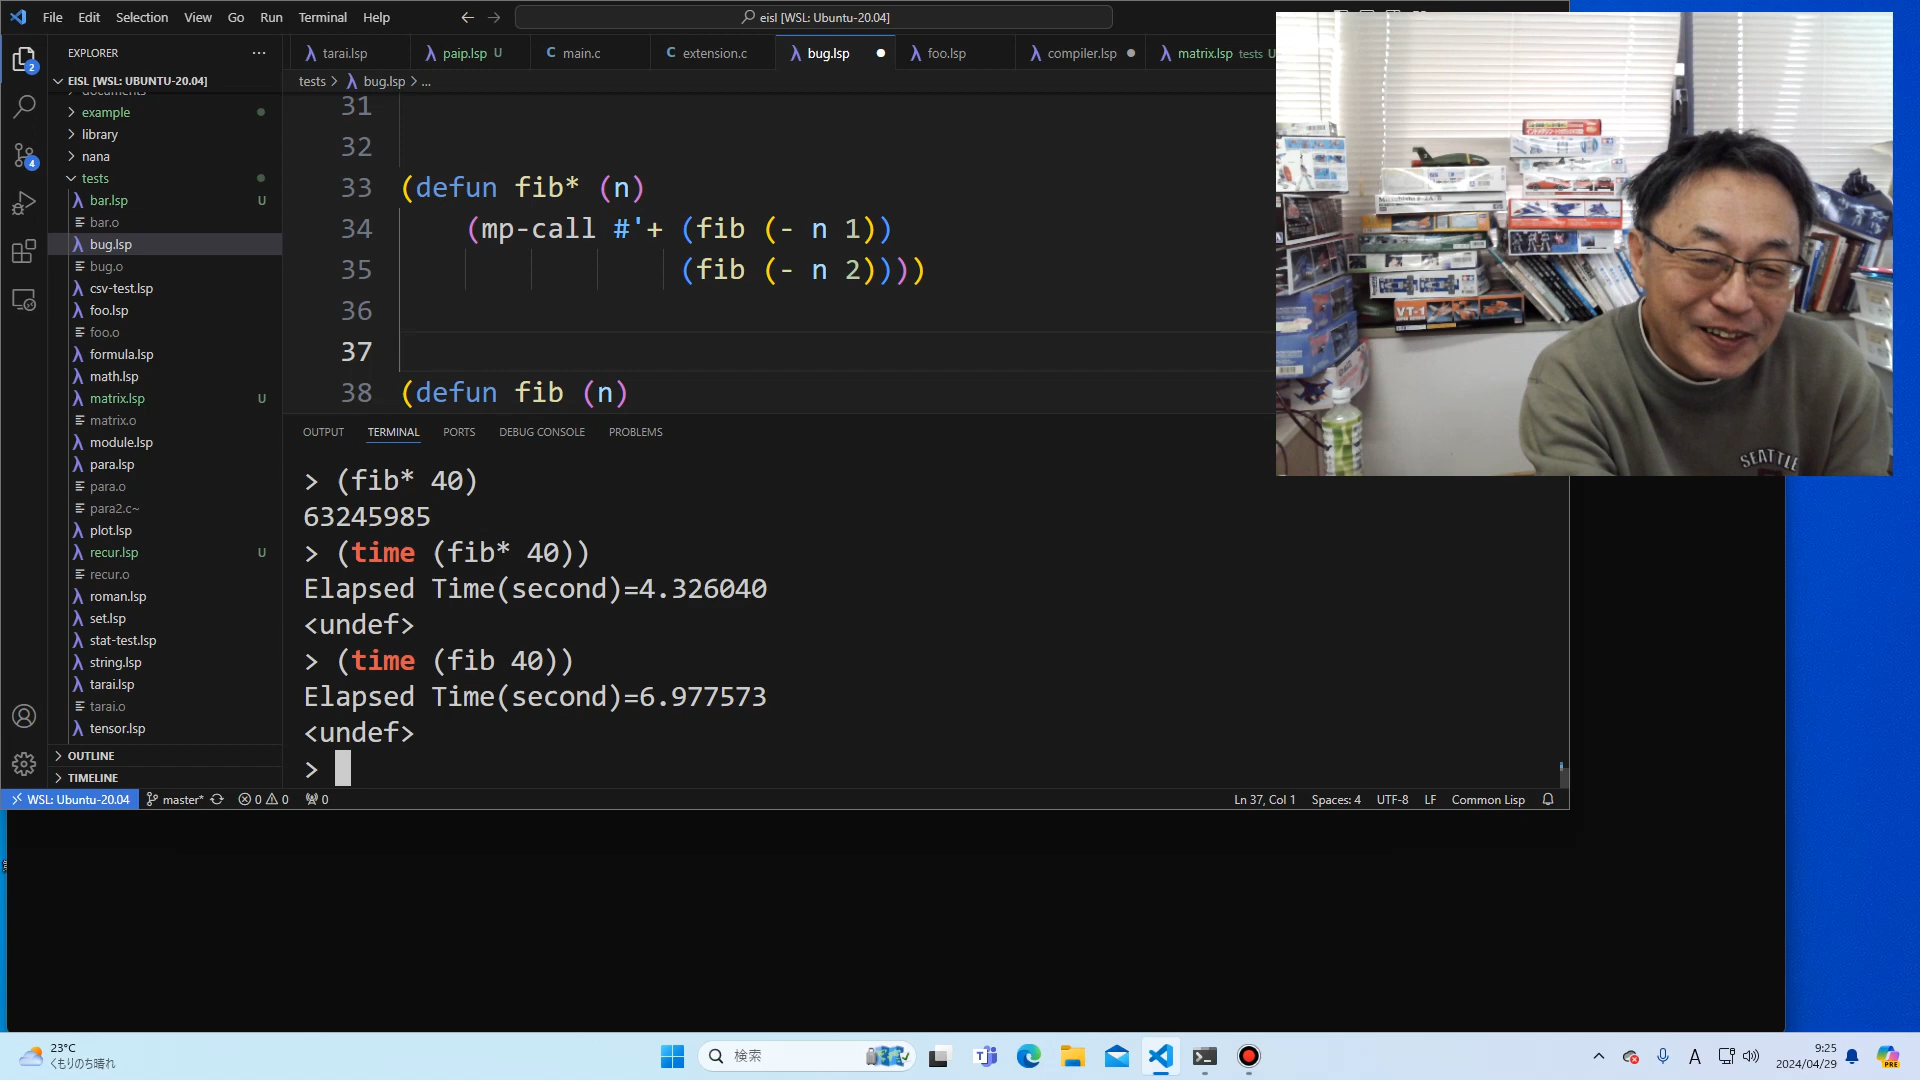 File Edit Selection View Go Run Terminal Help
eisl [WSL: Ubuntu-20.04]
EXPLORER
tarai.lsp
paip.lsp U
C main.c
C extension.c
bug.lsp
foo.lsp
compiler.lsp
matrix.lsp tests U
EISL [WSL: UBUNTU-20.04]
tests > bug.lsp > ...
documents
example
library
nana
tests
bar.lsp U
bar.o
bug.lsp
bug.o
csv-test.lsp
foo.lsp
foo.o
formula.lsp
math.lsp
matrix.lsp U
matrix.o
module.lsp
para.lsp
para.o
para2.c~
plot.lsp
recur.lsp U
recur.o
roman.lsp
set.lsp
stat-test.lsp
string.lsp
tarai.lsp
tarai.o
tensor.lsp
OUTLINE
TIMELINE
2
4
31
32
33 (defun fib* (n)
34 (mp-call #'+ (fib (- n 1))
35 (fib (- n 2))))
36
37
38 (defun fib (n)
OUTPUT TERMINAL PORTS DEBUG CONSOLE PROBLEMS
> (fib* 40)
63245985
> (time (fib* 40))
Elapsed Time(second)=4.326040
<undef>
> (time (fib 40))
Elapsed Time(second)=6.977573
<undef>
>
WSL: Ubuntu-20.04 master* 0 0 0
Ln 37, Col 1 Spaces: 4 UTF-8 LF Common Lisp
VT-1
SEATTLE
23°C
くもりのち晴れ
検索
A
9:25
2024/04/29
PRE